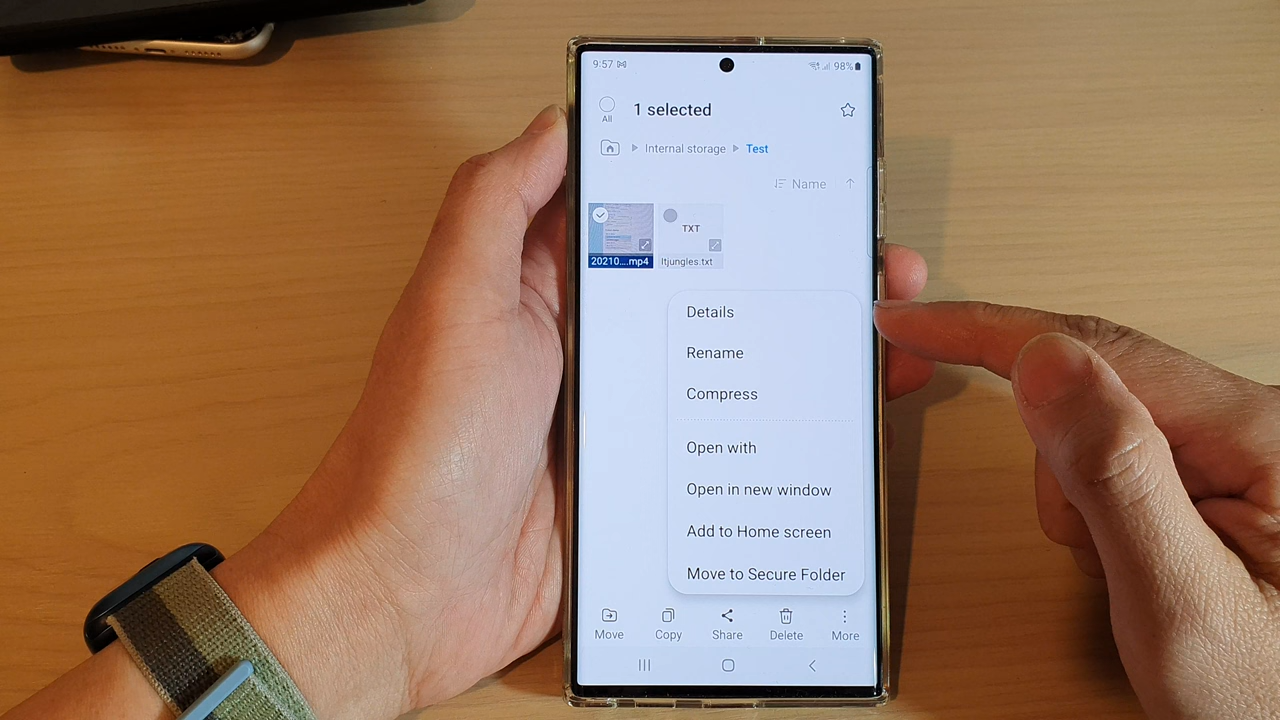 9:57 98%
All 1 selected
Internal storage Test
Name
TXT
20210....mp4 Itjungles.txt
Details
Rename
Compress
Open with
Open in new window
Add to Home screen
Move to Secure Folder
Move Copy Share Delete More